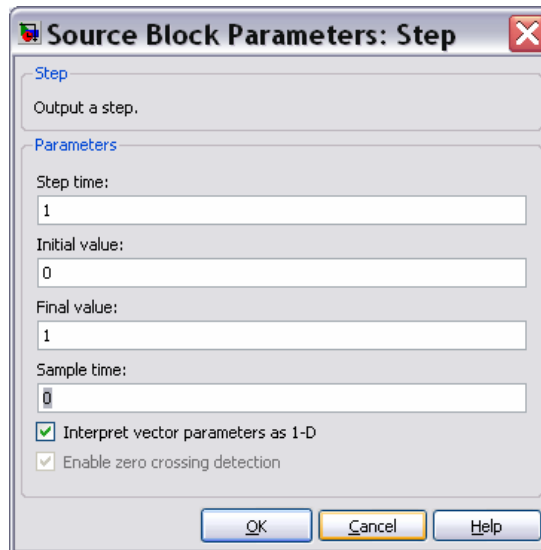 Source Block Parameters: Step
Step
Output a step.
Parameters
Step time:
1
Initial value:
0
Final value:
1
Sample time:
0
Interpret vector parameters as 1-D
Enable zero crossing detection
OK Cancel Help